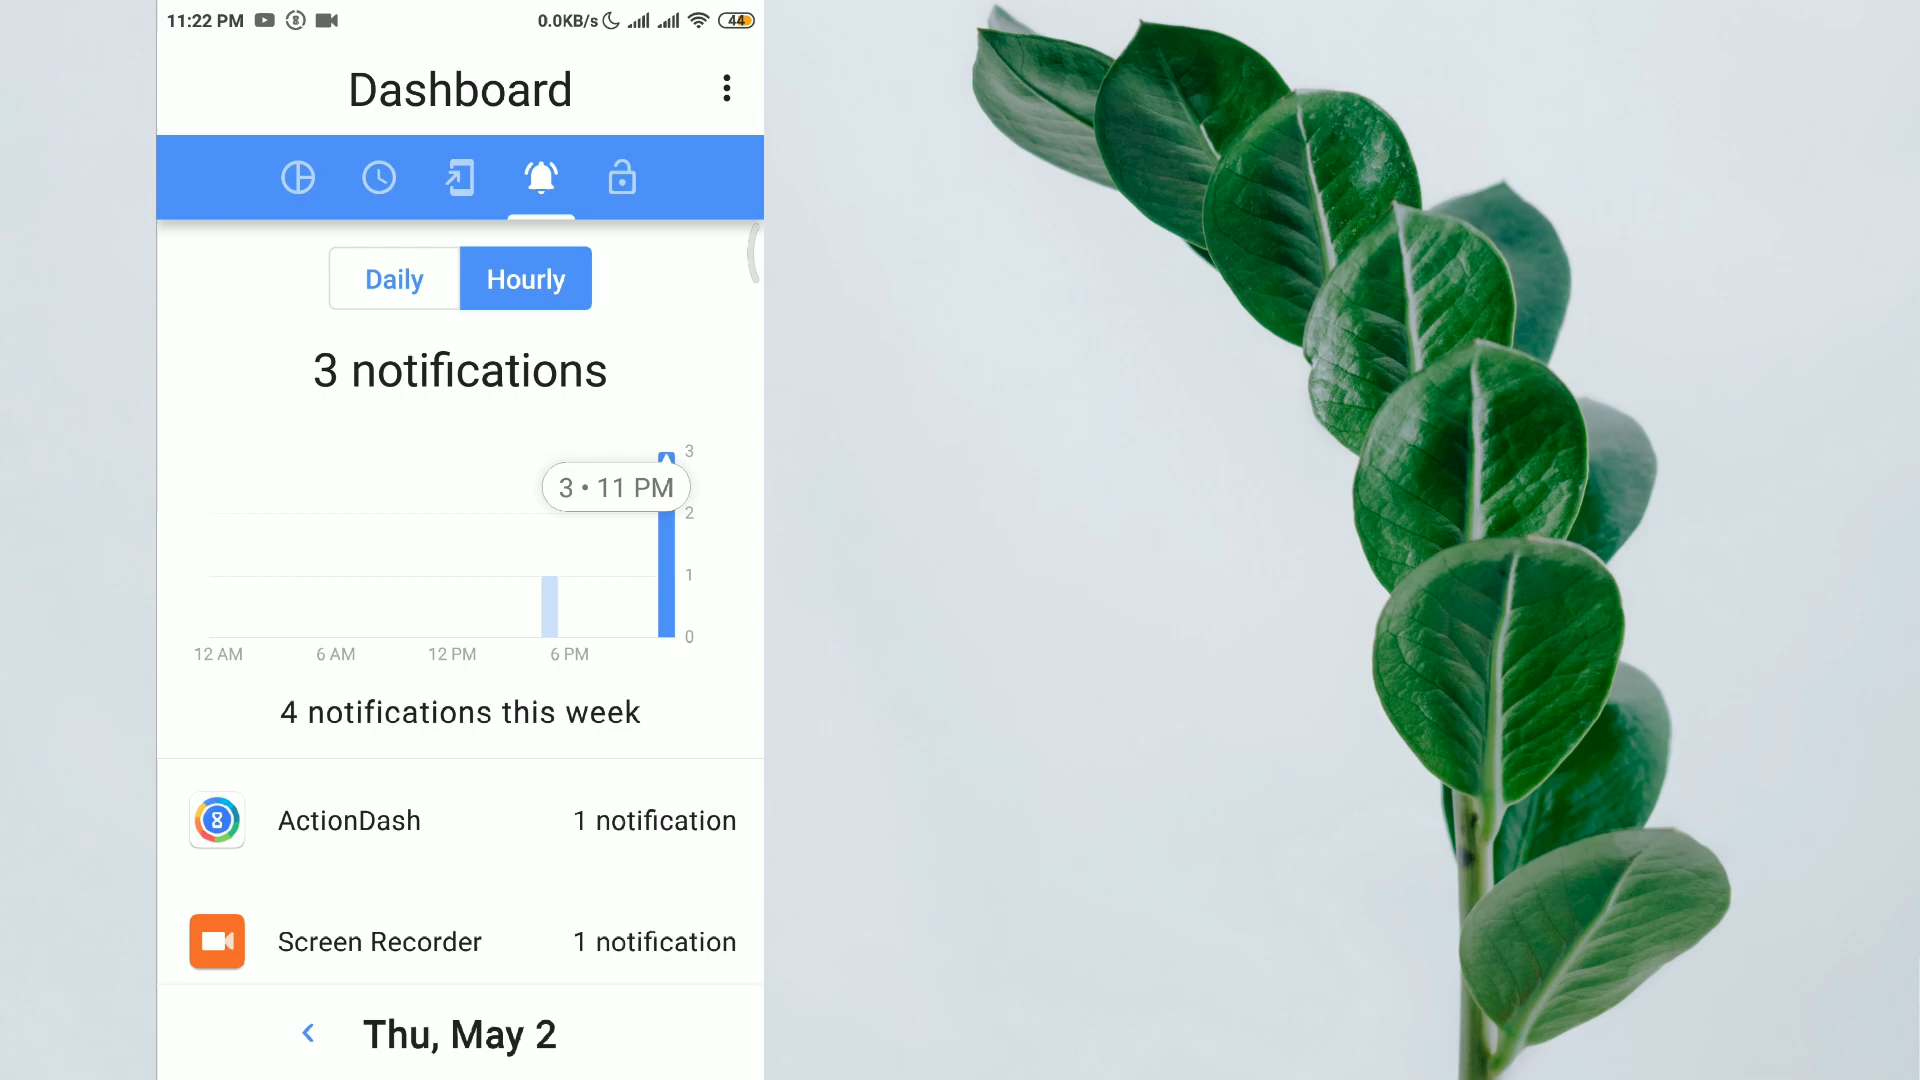 11:22 PM 0.0KB/s 44
Dashboard
Daily Hourly
3 notifications
3
3 • 11 PM
2
1
0
12 AM 6 AM 12 PM 6 PM
4 notifications this week
ActionDash 1 notification
Screen Recorder 1 notification
Thu, May 2